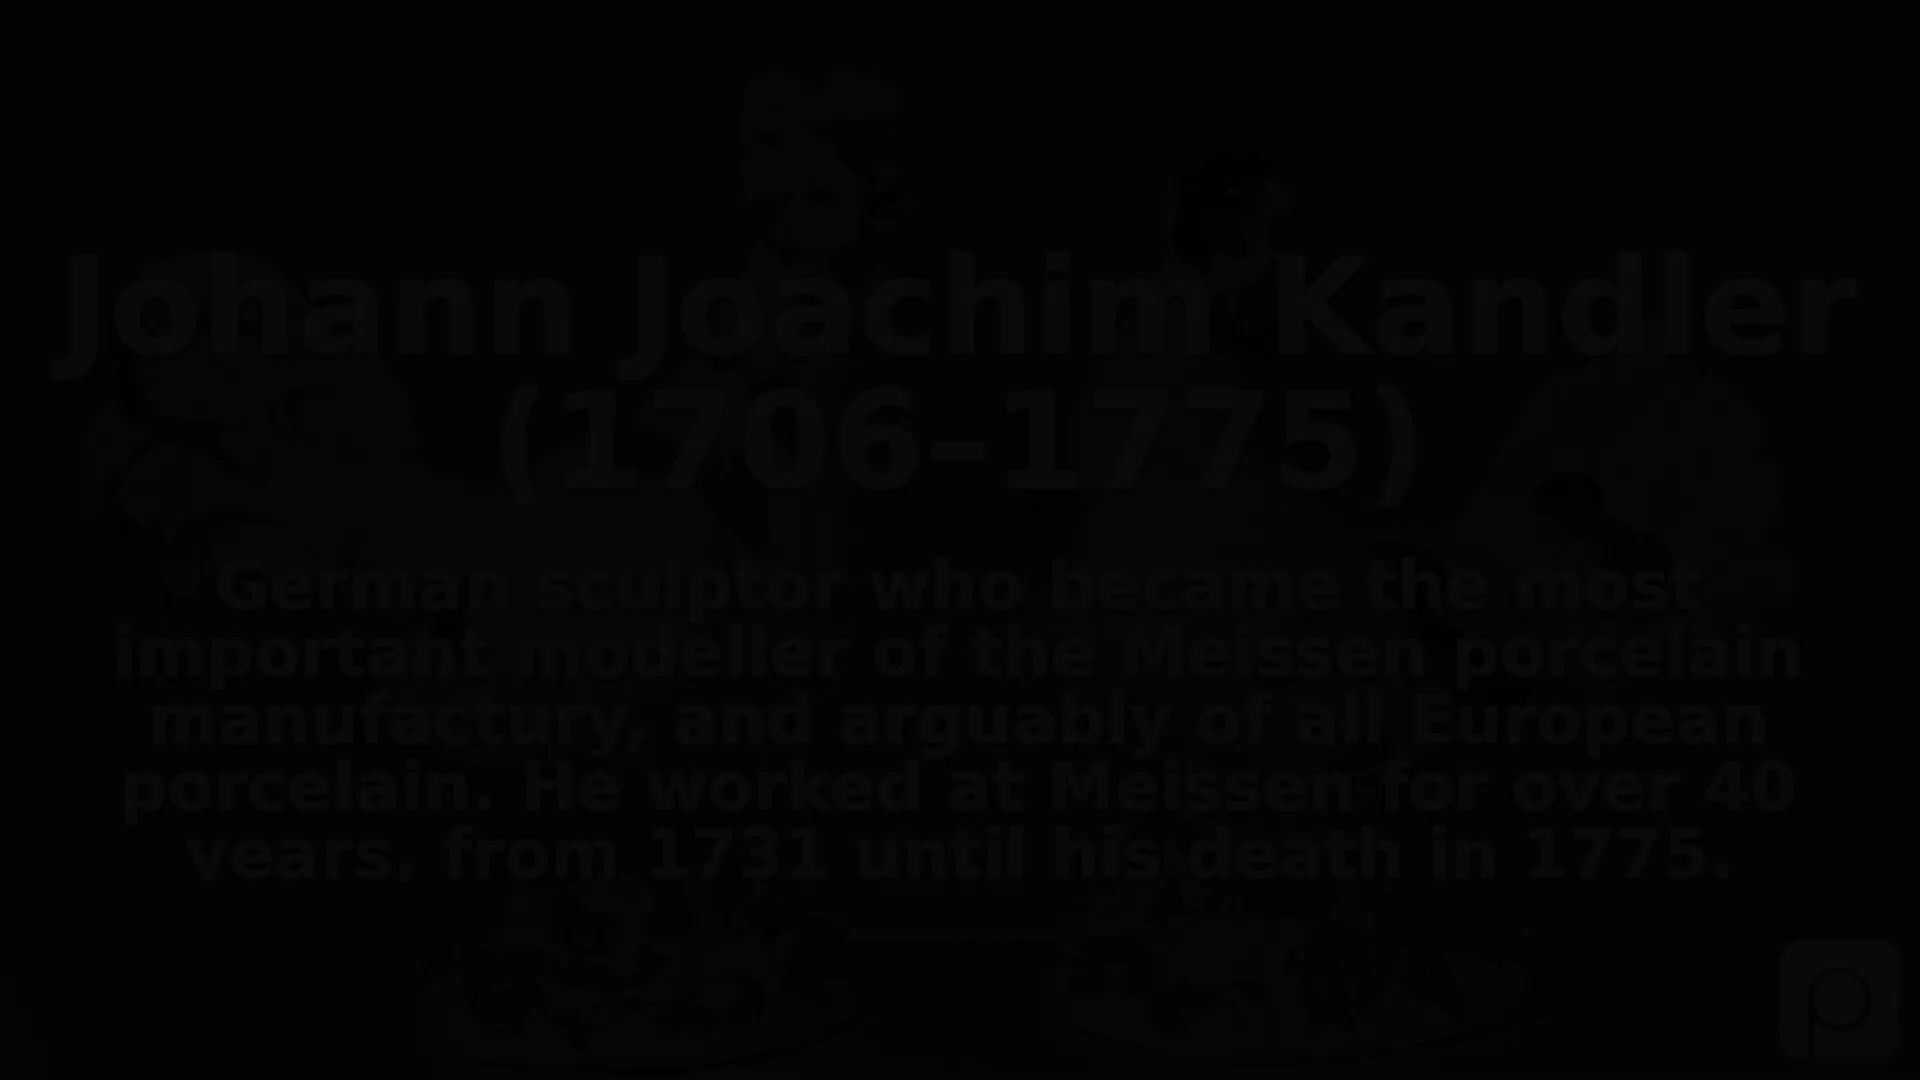 Johann Joachim Kandler
(1706–1775)
German sculptor who became the most
important modeller of the Meissen porcelain
manufactury, and arguably of all European
porcelain. He worked at Meissen for over 40
years, from 1731 until his death in 1775.